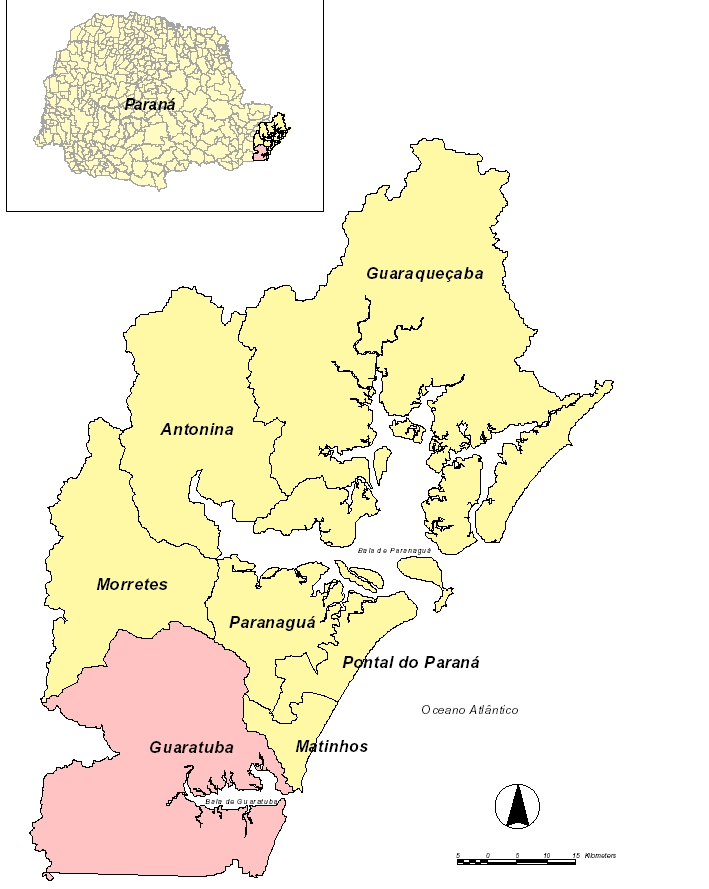 Paraná
Guaraqueçaba
Antonina
Baía de Paranaguá
Morretes
Paranaguá
Pontal do Paraná
Oceano Atlântico
Guaratuba
Matinhos
Baía de Guaratuba
5 0 5 10 15 Kilometers